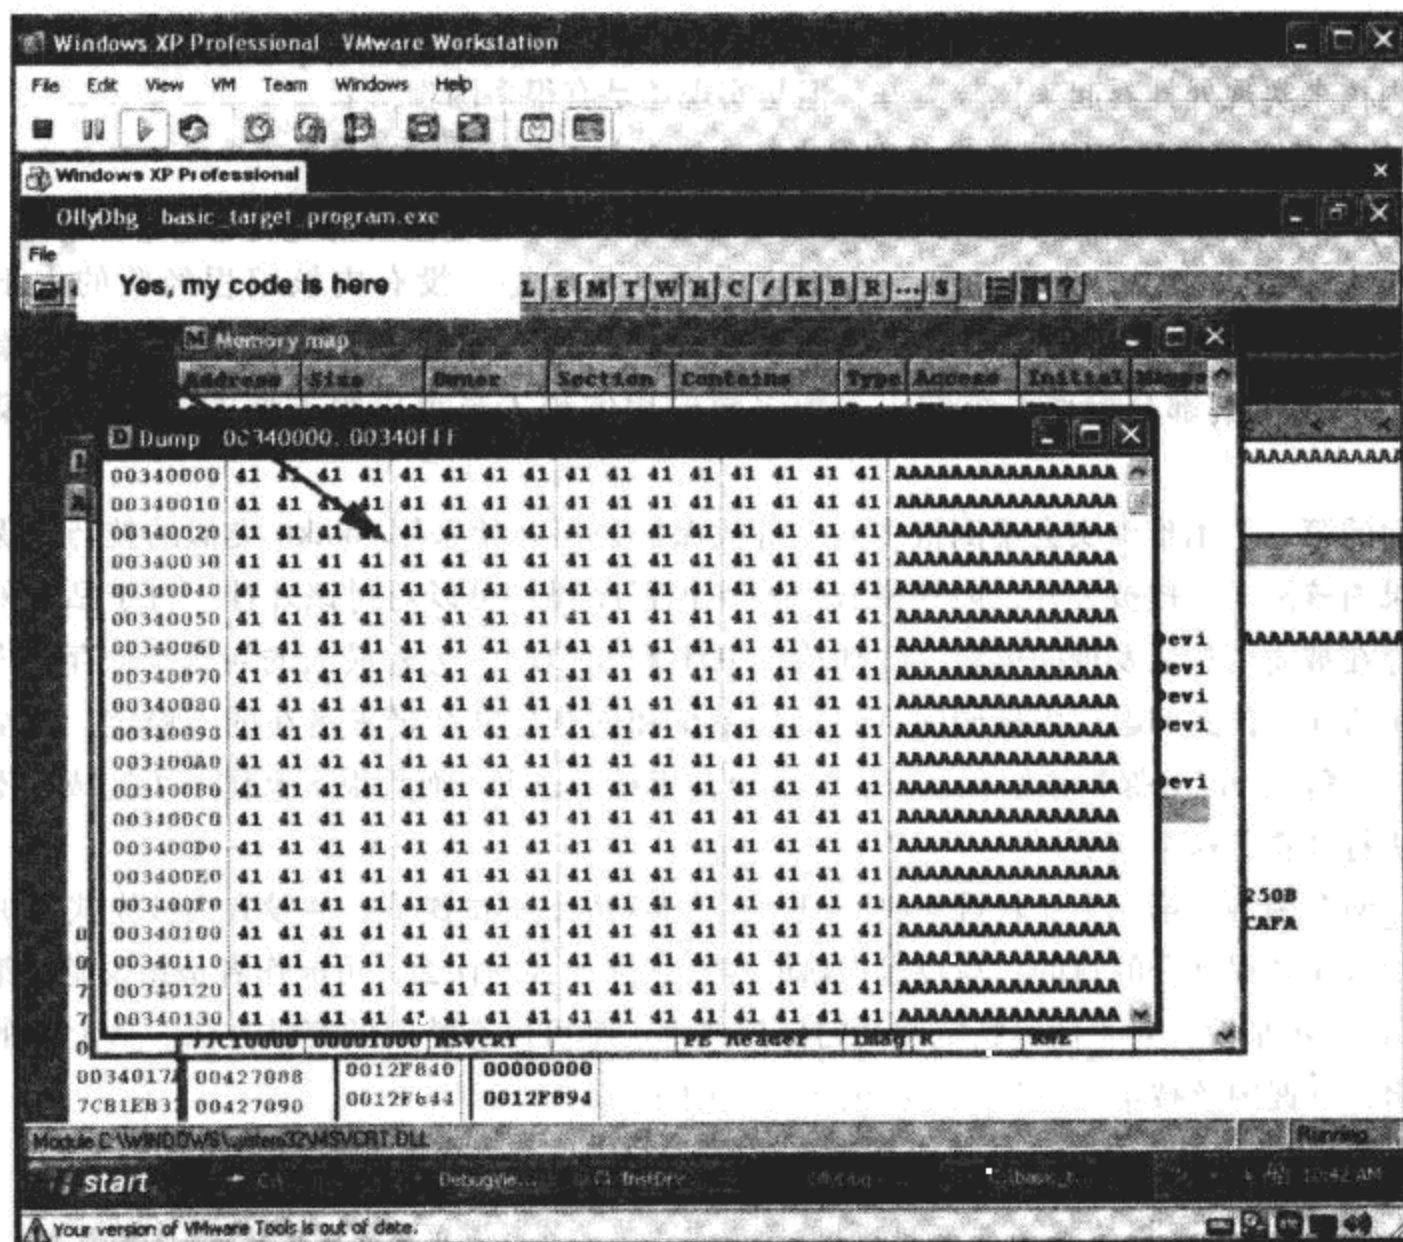 Windows XP Professional VMware Workstation
File Edit View VM Team Windows Help
Windows XP Professional
OllyDbg basic_target_program.exe
File
Yes, my code is here
L E M T W H C / K B R ... S
Memory map
Address Size Owner Section Contains Type Access Initial
Dump 00340000..00340FFF
00340000 41 41 41 41 41 41 41 41 41 41 41 41 41 41 41 41 AAAAAAAAAAAAAAAA
00340010 41 41 41 41 41 41 41 41 41 41 41 41 41 41 41 41 AAAAAAAAAAAAAAAA
00340020 41 41 41 41 41 41 41 41 41 41 41 41 41 41 41 41 AAAAAAAAAAAAAAAA
00340030 41 41 41 41 41 41 41 41 41 41 41 41 41 41 41 41 AAAAAAAAAAAAAAAA
00340040 41 41 41 41 41 41 41 41 41 41 41 41 41 41 41 41 AAAAAAAAAAAAAAAA
00340050 41 41 41 41 41 41 41 41 41 41 41 41 41 41 41 41 AAAAAAAAAAAAAAAA
00340060 41 41 41 41 41 41 41 41 41 41 41 41 41 41 41 41 AAAAAAAAAAAAAAAA Devi
00340070 41 41 41 41 41 41 41 41 41 41 41 41 41 41 41 41 AAAAAAAAAAAAAAAA Devi
00340080 41 41 41 41 41 41 41 41 41 41 41 41 41 41 41 41 AAAAAAAAAAAAAAAA Devi
00340090 41 41 41 41 41 41 41 41 41 41 41 41 41 41 41 41 AAAAAAAAAAAAAAAA Devi
003400A0 41 41 41 41 41 41 41 41 41 41 41 41 41 41 41 41 AAAAAAAAAAAAAAAA
003400B0 41 41 41 41 41 41 41 41 41 41 41 41 41 41 41 41 AAAAAAAAAAAAAAAA Devi
003400C0 41 41 41 41 41 41 41 41 41 41 41 41 41 41 41 41 AAAAAAAAAAAAAAAA
003400D0 41 41 41 41 41 41 41 41 41 41 41 41 41 41 41 41 AAAAAAAAAAAAAAAA
003400E0 41 41 41 41 41 41 41 41 41 41 41 41 41 41 41 41 AAAAAAAAAAAAAAAA
003400F0 41 41 41 41 41 41 41 41 41 41 41 41 41 41 41 41 AAAAAAAAAAAAAAAA 250B
00340100 41 41 41 41 41 41 41 41 41 41 41 41 41 41 41 41 AAAAAAAAAAAAAAAA CAFA
00340110 41 41 41 41 41 41 41 41 41 41 41 41 41 41 41 41 AAAAAAAAAAAAAAAA
00340120 41 41 41 41 41 41 41 41 41 41 41 41 41 41 41 41 AAAAAAAAAAAAAAAA
00340130 41 41 41 41 41 41 41 41 41 41 41 41 41 41 41 41 AAAAAAAAAAAAAAAA
77C10000 00001000 MSVCRT PE header Imag R RWE
0034017A 00427088 0012F840 00000000
7C81EB33 00427090 0012F894
Module C:\WINDOWS\system32\MSVCRT.DLL Running
start 10:42 AM
Your version of VMware Tools is out of date.